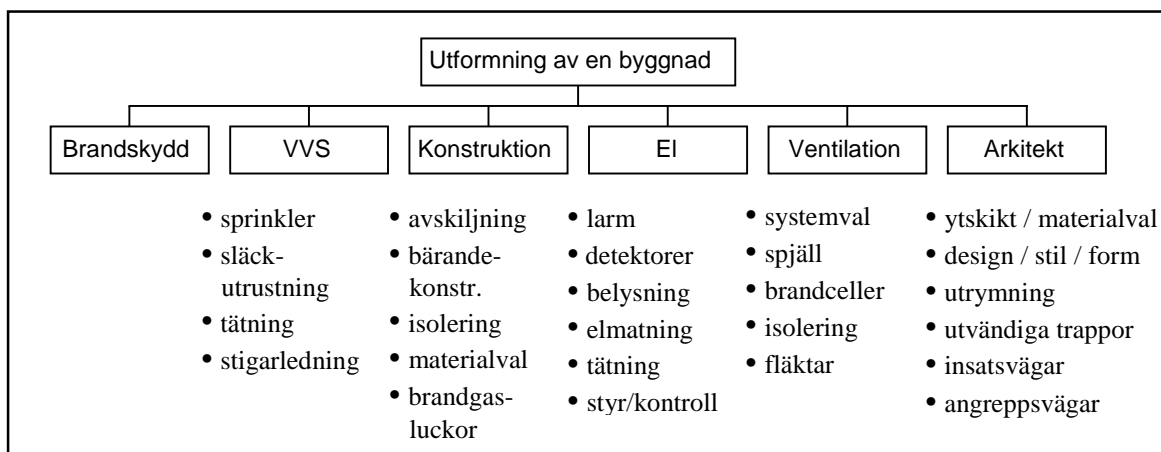 Utformning av en byggnad
Brandskydd
VVS
Konstruktion
El
Ventilation
Arkitekt
• sprinkler
• släck-
utrustning
• tätning
• stigarledning
• avskiljning
• bärande-
konstr.
• isolering
• materialval
• brandgas-
luckor
• larm
• detektorer
• belysning
• elmatning
• tätning
• styr/kontroll
• systemval
• spjäll
• brandceller
• isolering
• fläktar
• ytskikt / materialval
• design / stil / form
• utrymning
• utvändiga trappor
• insatsvägar
• angreppsvägar